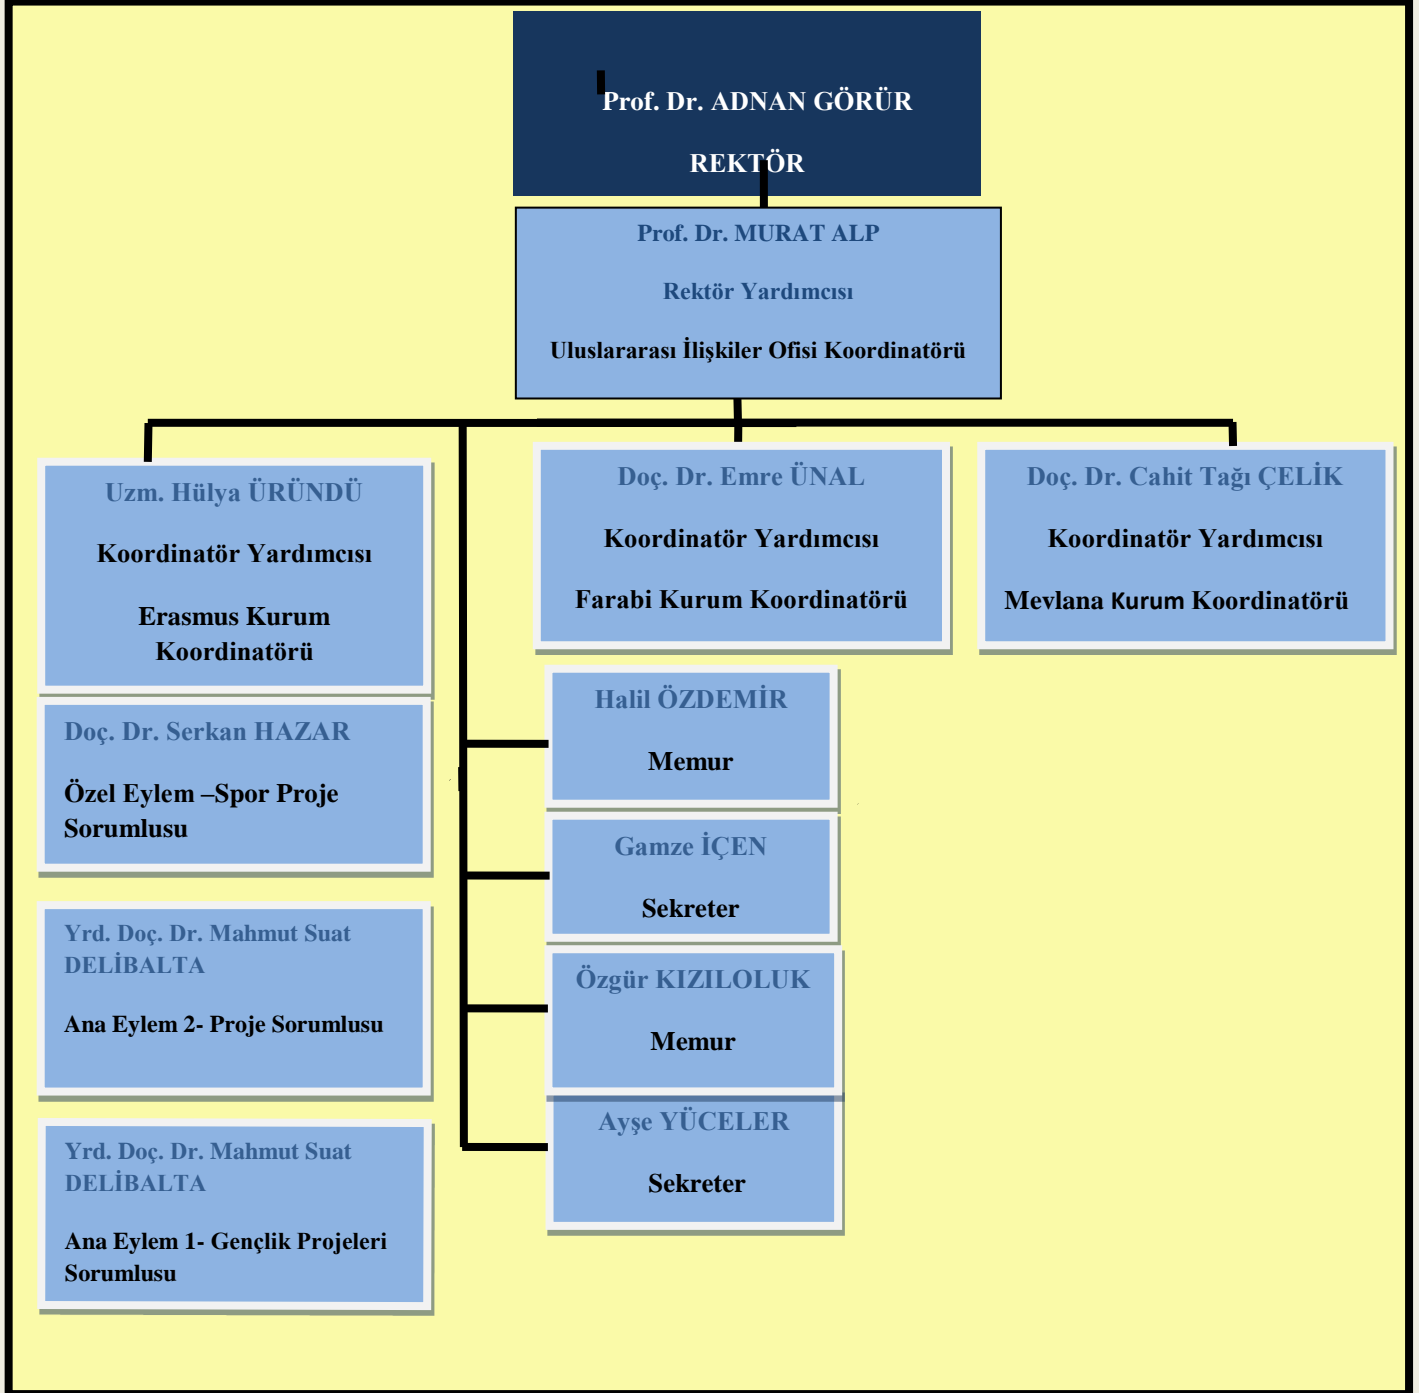 Prof. Dr. ADNAN GÖRÜR
REKTÖR
Prof. Dr. MURAT ALP
Rektör Yardımcısı
Uluslararası İlişkiler Ofisi Koordinatörü
Uzm. Hülya ÜRÜNDÜ
Koordinatör Yardımcısı
Erasmus Kurum
Koordinatörü
Doç. Dr. Emre ÜNAL
Koordinatör Yardımcısı
Farabi Kurum Koordinatörü
Doç. Dr. Cahit Tağı ÇELİK
Koordinatör Yardımcısı
Mevlana Kurum Koordinatörü
Doç. Dr. Serkan HAZAR
Özel Eylem –Spor Proje
Sorumlusu
Yrd. Doç. Dr. Mahmut Suat
DELİBALTA
Ana Eylem 2- Proje Sorumlusu
Yrd. Doç. Dr. Mahmut Suat
DELİBALTA
Ana Eylem 1- Gençlik Projeleri
Sorumlusu
Halil ÖZDEMİR
Memur
Gamze İÇEN
Sekreter
Özgür KIZILOLUK
Memur
Ayşe YÜCELER
Sekreter